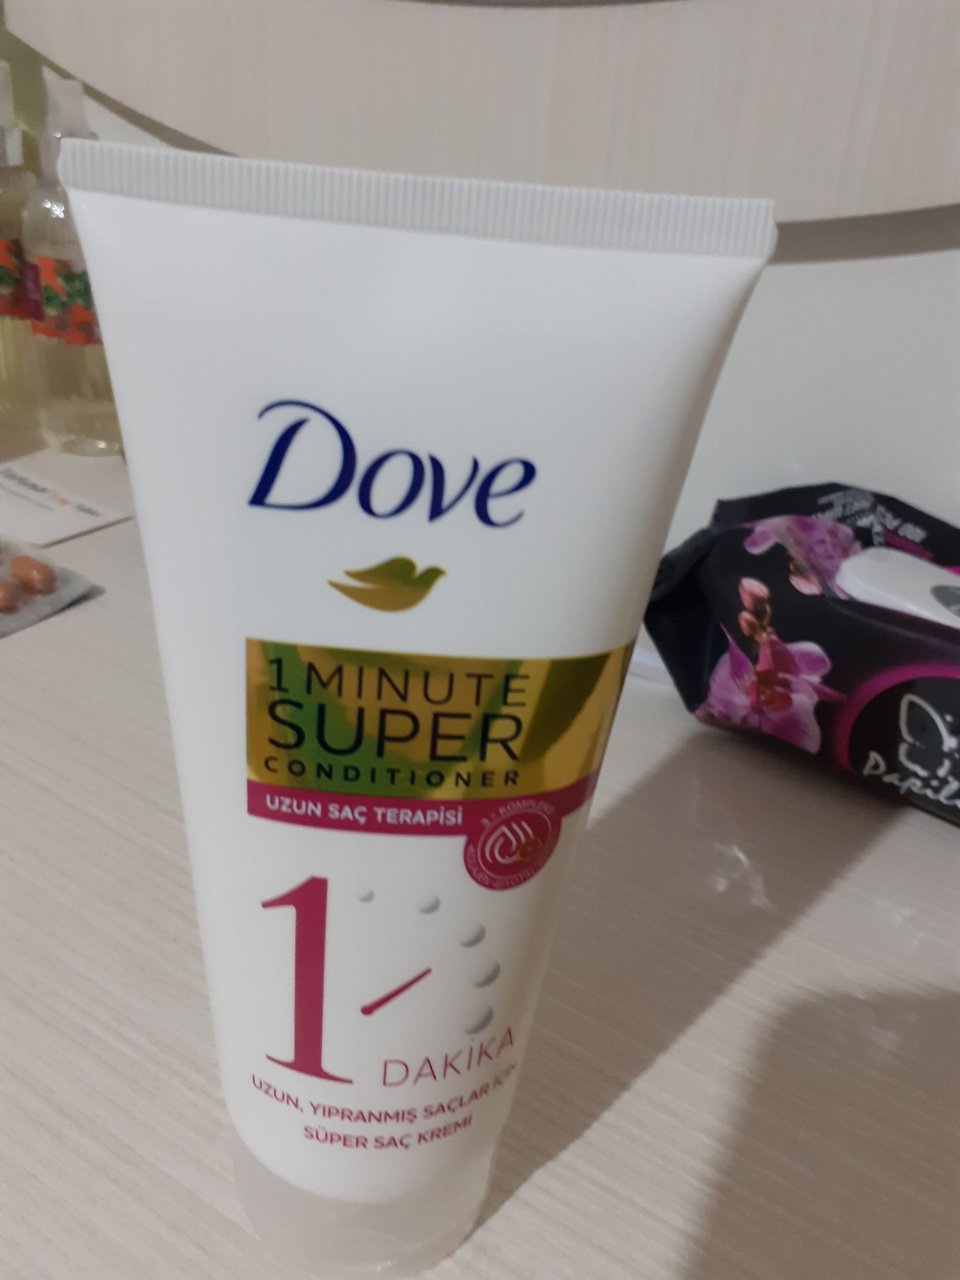 Dove
1 MINUTE
SUPER
CONDITIONER
UZUN SAÇ TERAPİSİ
1
DAKİKA
UZUN, YIPRANMIŞ SAÇLAR İÇİN
SÜPER SAÇ KREMİ